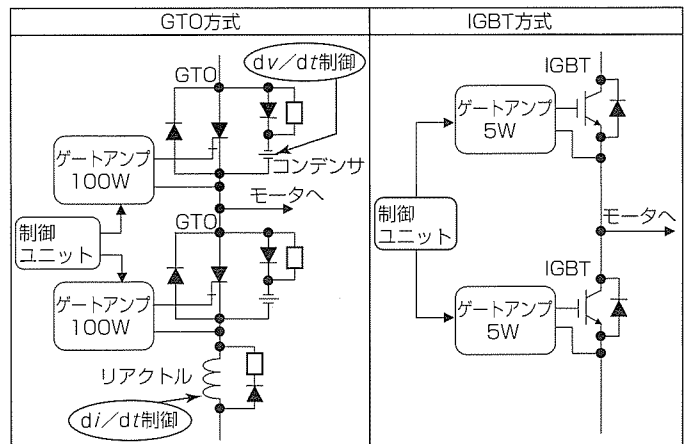 GTO方式
IGBT方式
dv/dt制御
GTO
ゲートアンプ
100W
コンデンサ
モータへ
制御
ユニット
GTO
ゲートアンプ
100W
リアクトル
di/dt制御
IGBT
ゲートアンプ
5W
制御
ユニット
モータへ
IGBT
ゲートアンプ
5W